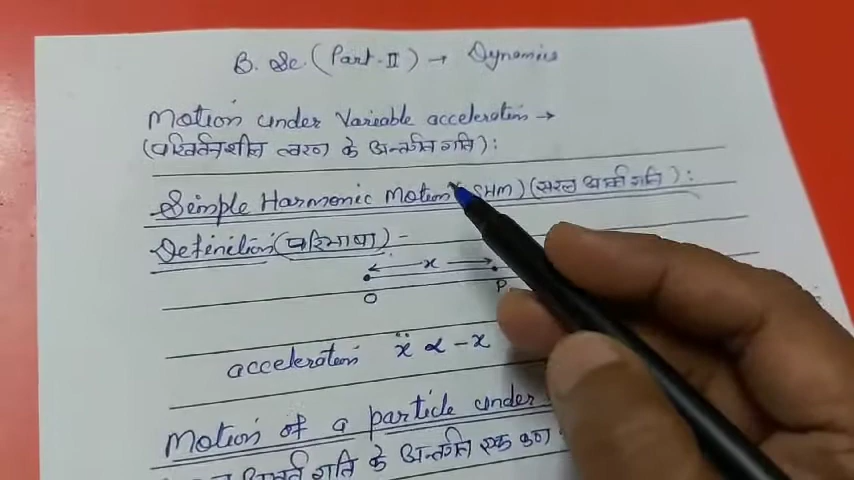 B. Sc. (Part-II) → Dynamics
Motion under Variable acceleration →
(परिवर्तनशील त्वरण के अन्तर्गत गति):
Simple Harmonic Motion (SHM) (सरल आवर्त गति):
Definition (परिभाषा) -
x
O P
acceleration ẍ ∝ -x
Motion of a particle under
आवर्त गति के अन्तर्गत एक कण